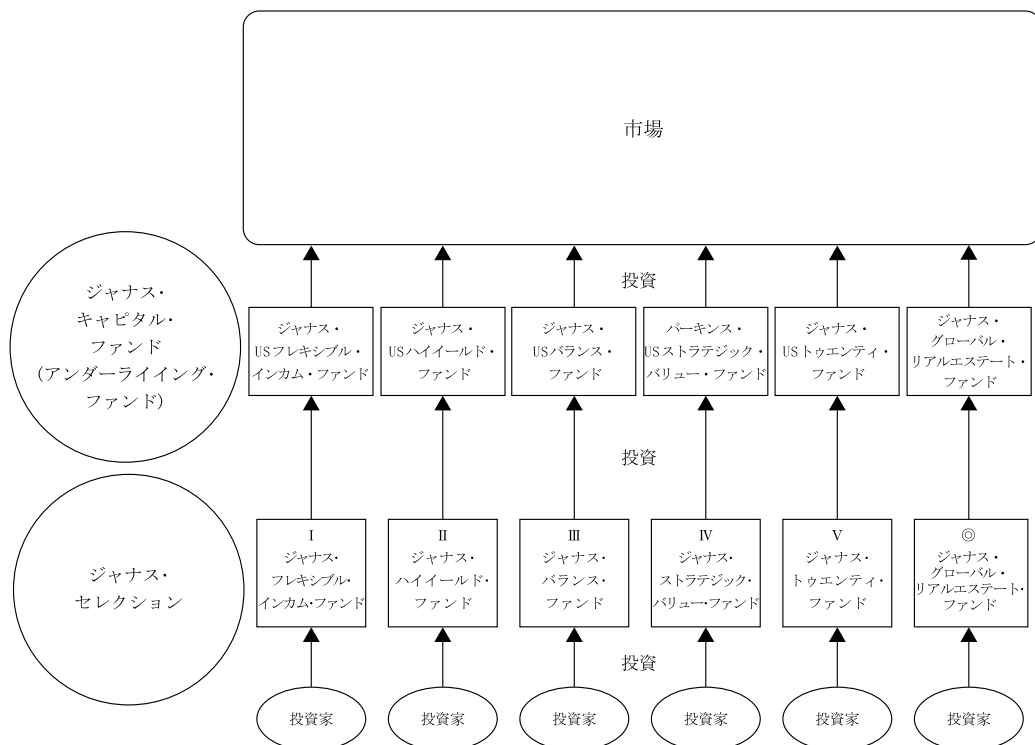 市場
投資
ジャナス・
キャピタル・
ファンド
(アンダーライイング・
ファンド)
ジャナス・
USフレキシブル・
インカム・ファンド
ジャナス・
USハイイールド・
ファンド
ジャナス・
USバランス・
ファンド
パーキンス・
USストラテジック・
バリュー・ファンド
ジャナス・
USトゥエンティ・
ファンド
ジャナス・
グローバル・
リアルエステート・
ファンド
投資
ジャナス・
セレクション
I
ジャナス・
フレキシブル・
インカム・ファンド
II
ジャナス・
ハイイールド・
ファンド
III
ジャナス・
バランス・
ファンド
IV
ジャナス・
ストラテジック・
バリュー・ファンド
V
ジャナス・
トゥエンティ・
ファンド
◎
ジャナス・
グローバル・
リアルエステート・
ファンド
投資
投資家
投資家
投資家
投資家
投資家
投資家